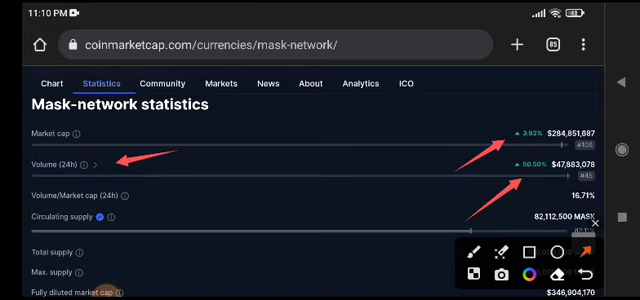 11:10 PM
coinmarketcap.com/currencies/mask-network/
85
Chart Statistics Community Markets News About Analytics ICO
Mask-network statistics
Market cap 3.92% $284,851,687
#106
Volume (24h) 50.50% $47,883,078
#45
Volume/Market cap (24h) 16.71%
Circulating supply 82,112,500 MASK
Total supply
Max. supply
Fully diluted market cap $346,904,170